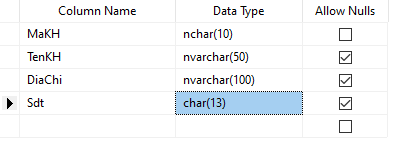 Column Name Data Type Allow Nulls
MaKH nchar(10)
TenKH nvarchar(50)
DiaChi nvarchar(100)
Sdt char(13)